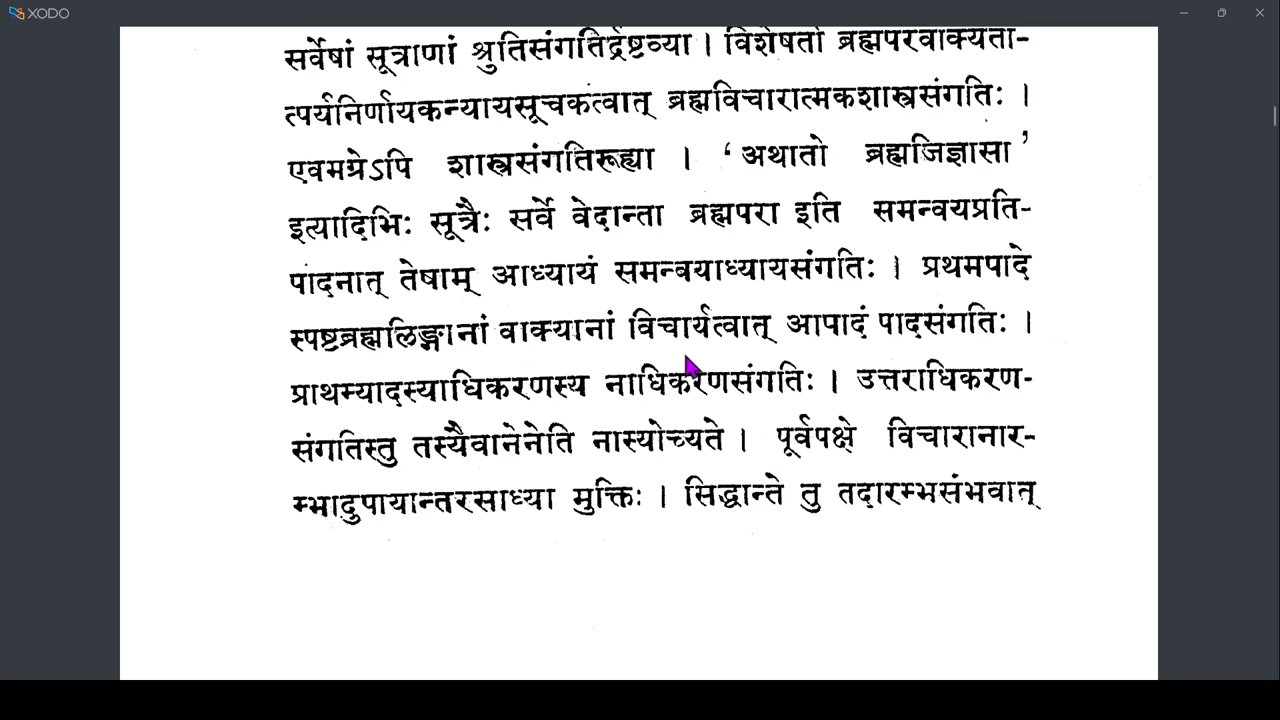 XODO
सर्वेषां सूत्राणां श्रुतिसंगतिर्द्रष्टव्या । विशेषतो ब्रह्मपरवाक्यता-
त्पर्यनिर्णायकन्यायसूचकत्वात् ब्रह्मविचारात्मकशास्त्रसंगतिः ।
एवमग्रेऽपि शास्त्रसंगतिरूह्या । ‘ अथातो ब्रह्मजिज्ञासा ’
इत्यादिभिः सूत्रैः सर्वे वेदान्ता ब्रह्मपरा इति समन्वयप्रति-
पादनात् तेषाम् आध्यायं समन्वयाध्यायसंगतिः । प्रथमपादे
स्पष्टब्रह्मलिङ्गानां वाक्यानां विचार्यत्वात् आपादं पादसंगतिः ।
प्राथम्यादस्याधिकरणस्य नाधिकरणसंगतिः । उत्तराधिकरण-
संगतिस्तु तस्यैवानेनेति नास्योच्यते । पूर्वपक्षे विचारानार-
म्भादुपायान्तरसाध्या मुक्तिः । सिद्धान्ते तु तदारम्भसंभवात्